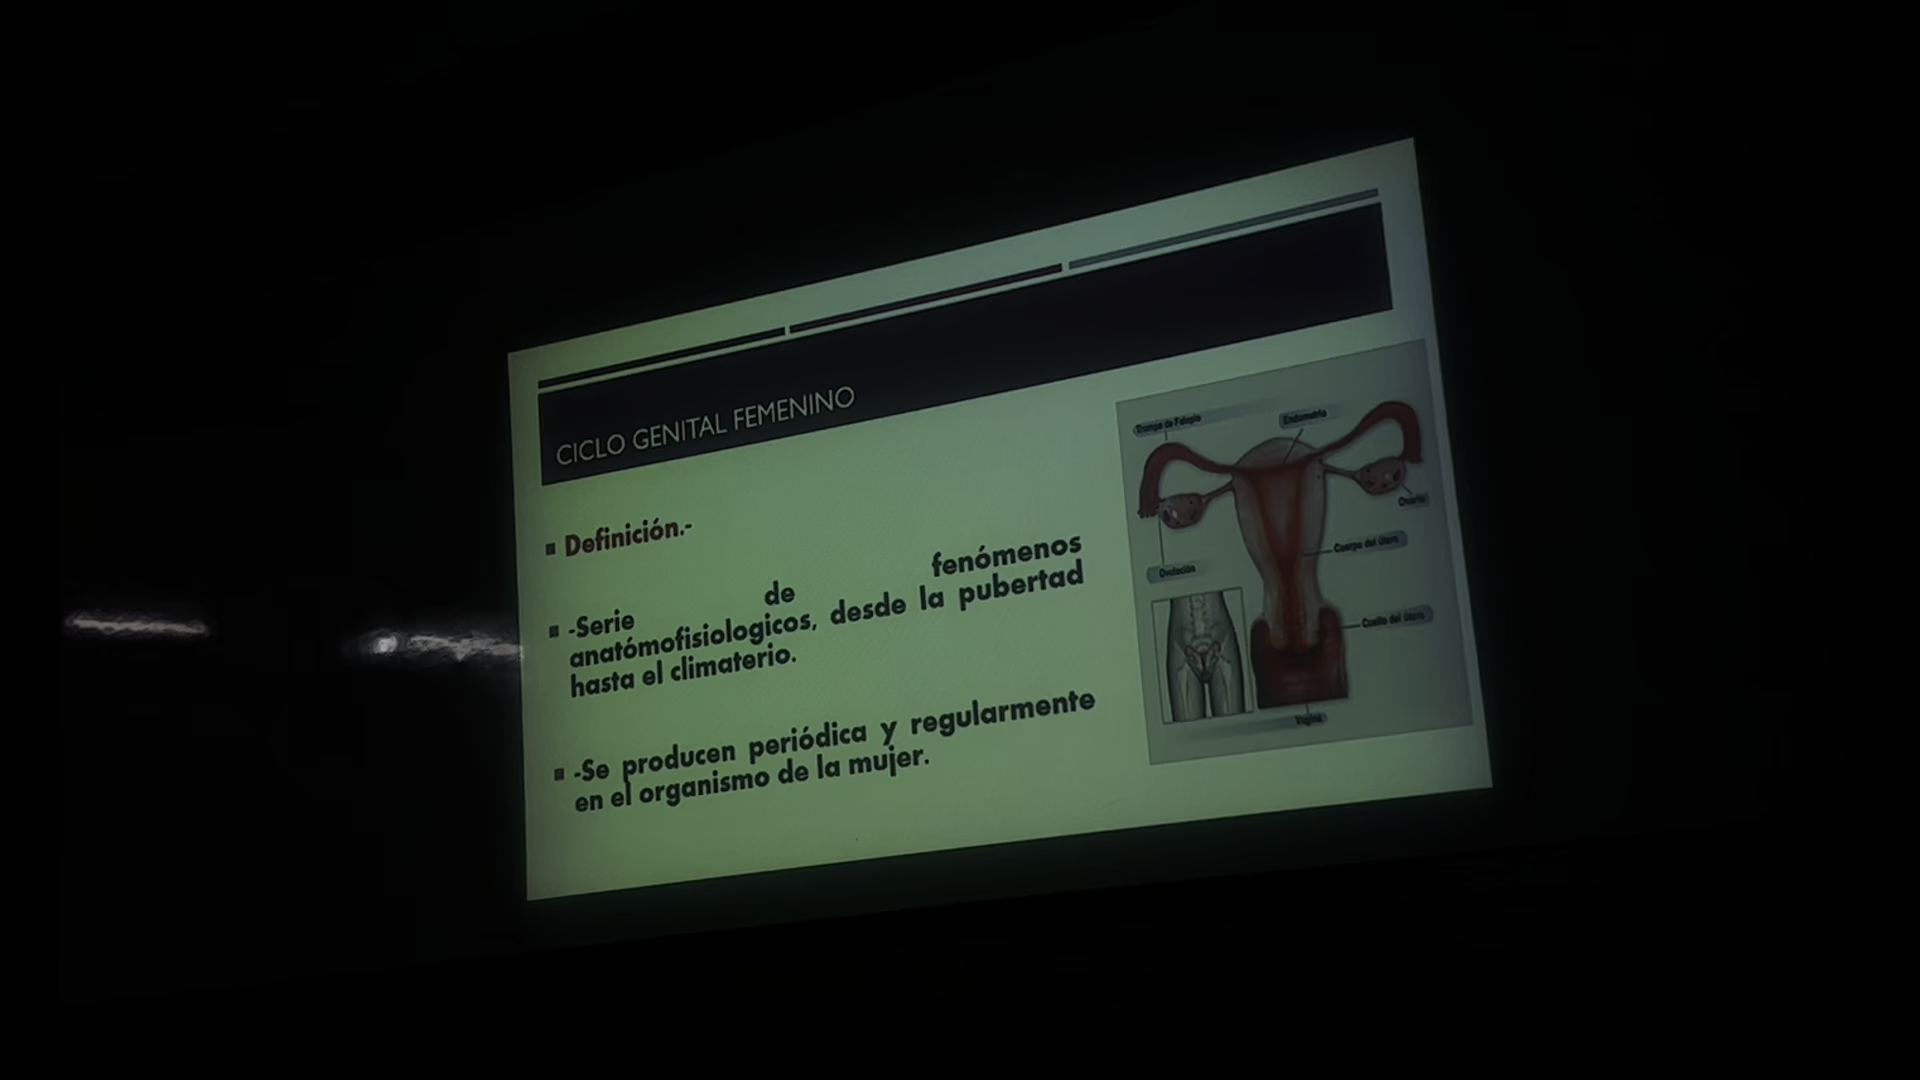 CICLO GENITAL FEMENINO
Definición.-
-Serie de fenómenos
anatómofisiologicos, desde la pubertad
hasta el climaterio.
-Se producen periódica y regularmente
en el organismo de la mujer.
Trompa de Falopio
Endometrio
Ovario
Cuerpo del útero
Ovulación
Cuello del útero
Vagina